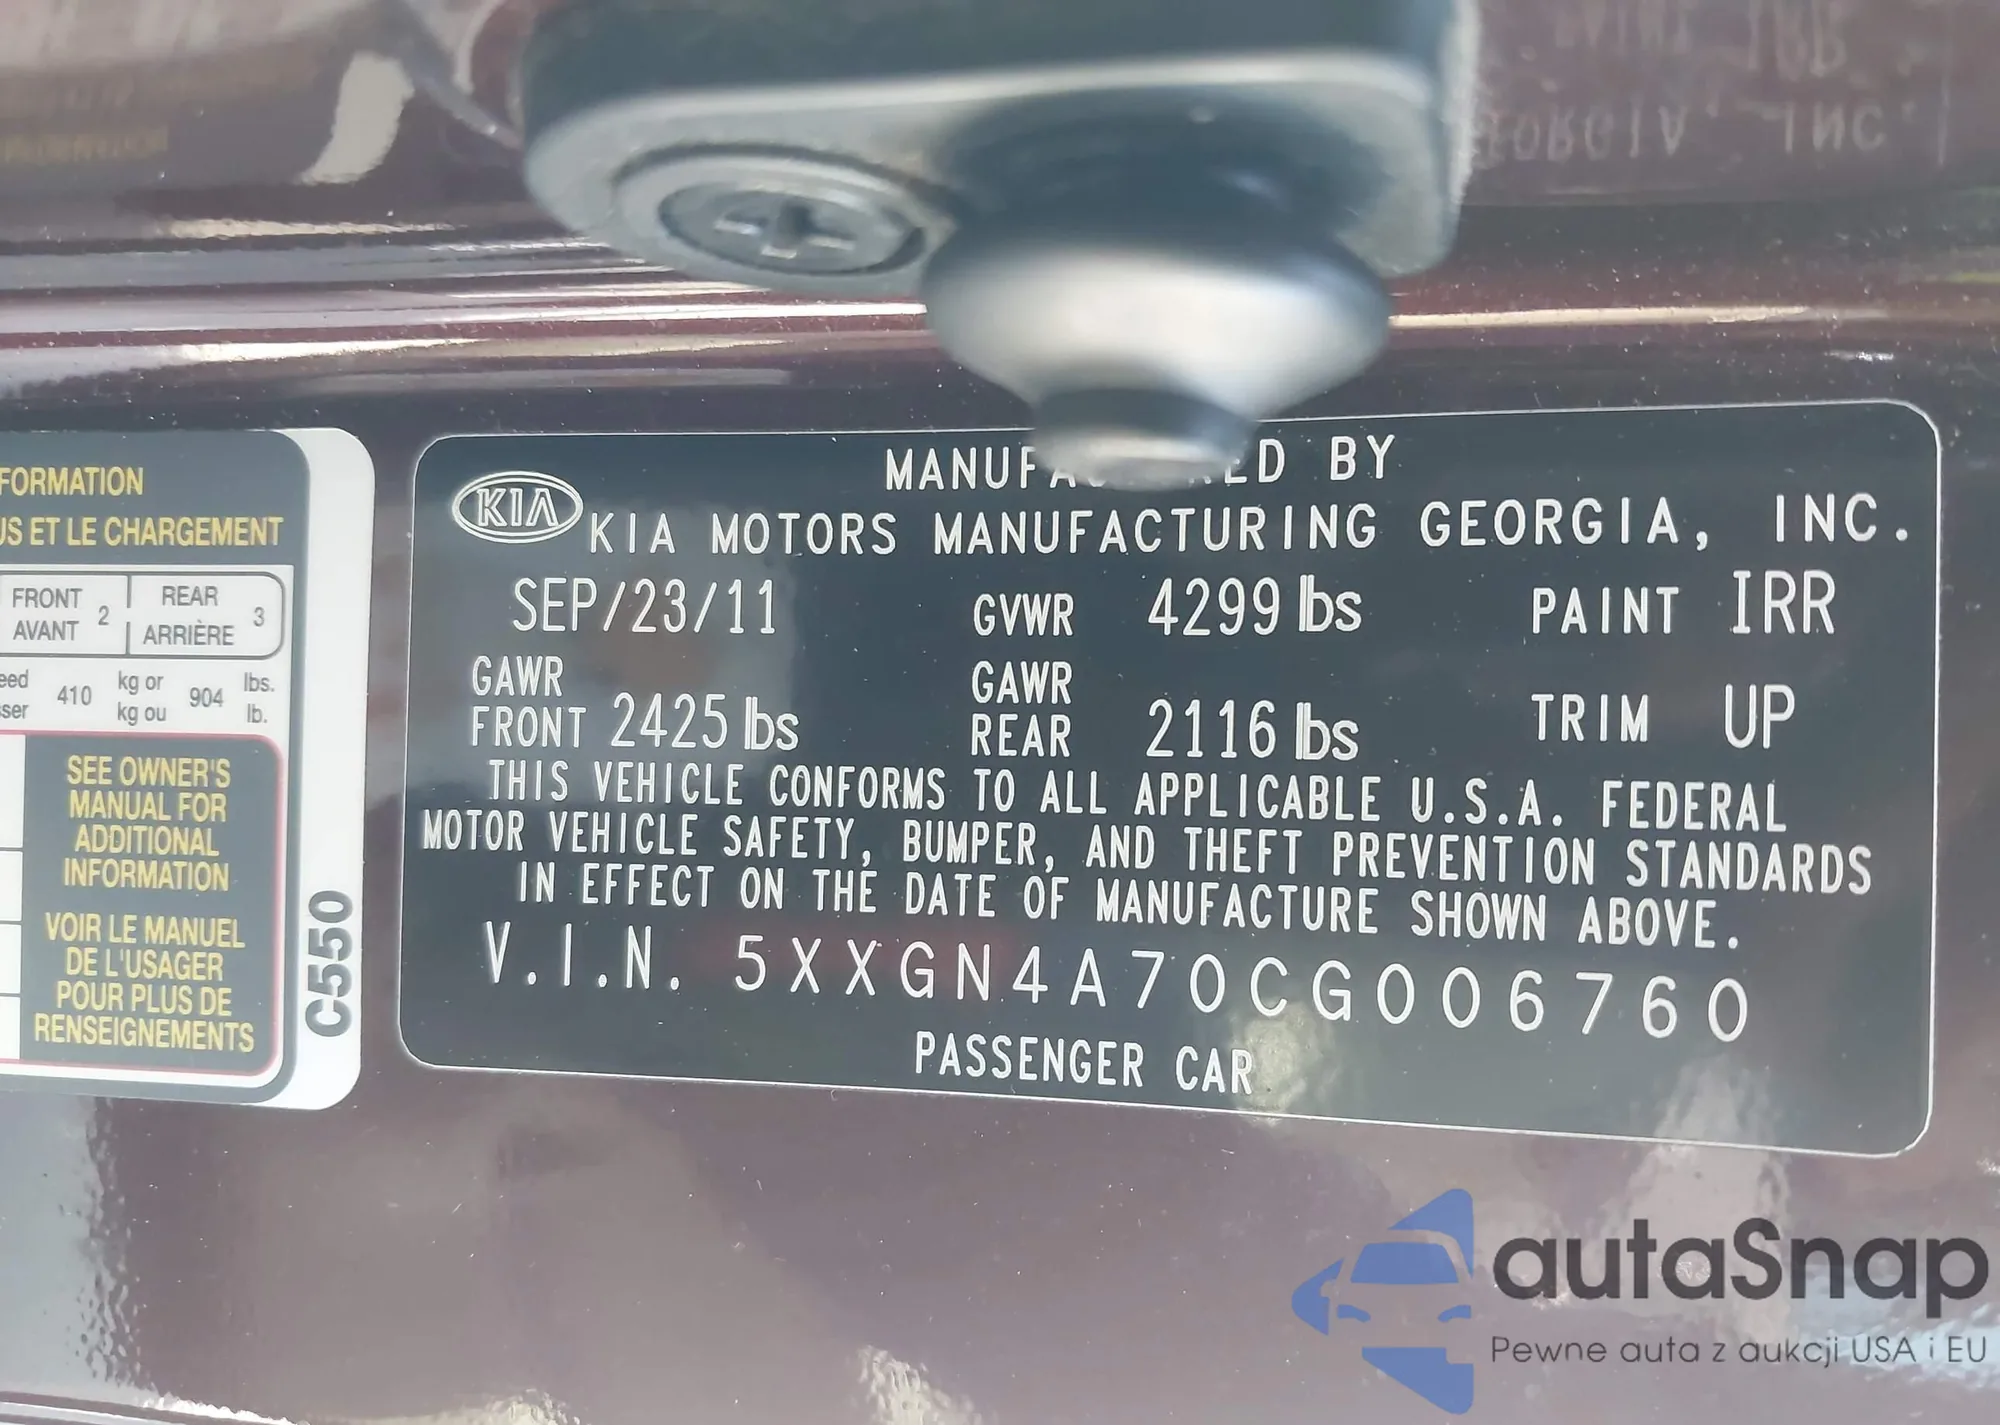 FORMATION
US ET LE CHARGEMENT
FRONT
AVANT 2
REAR
ARRIÈRE 3
410 kg or 904 lbs.
kg ou lb.
SEE OWNER'S
MANUAL FOR
ADDITIONAL
INFORMATION
VOIR LE MANUEL
DE L'USAGER
POUR PLUS DE
RENSEIGNEMENTS
C550
BY
KIA
KIA MOTORS MANUFACTURING GEORGIA, INC.
SEP/23/11 GVWR 4299 lbs PAINT IRR
GAWR
FRONT 2425 lbs
GAWR
REAR 2116 lbs
TRIM UP
THIS VEHICLE CONFORMS TO ALL APPLICABLE U.S.A. FEDERAL
MOTOR VEHICLE SAFETY, BUMPER, AND THEFT PREVENTION STANDARDS
IN EFFECT ON THE DATE OF MANUFACTURE SHOWN ABOVE.
V.I.N. 5XXGN4A70CG006760
PASSENGER CAR
autaSnap
Pewne auta z aukcji USA i EU